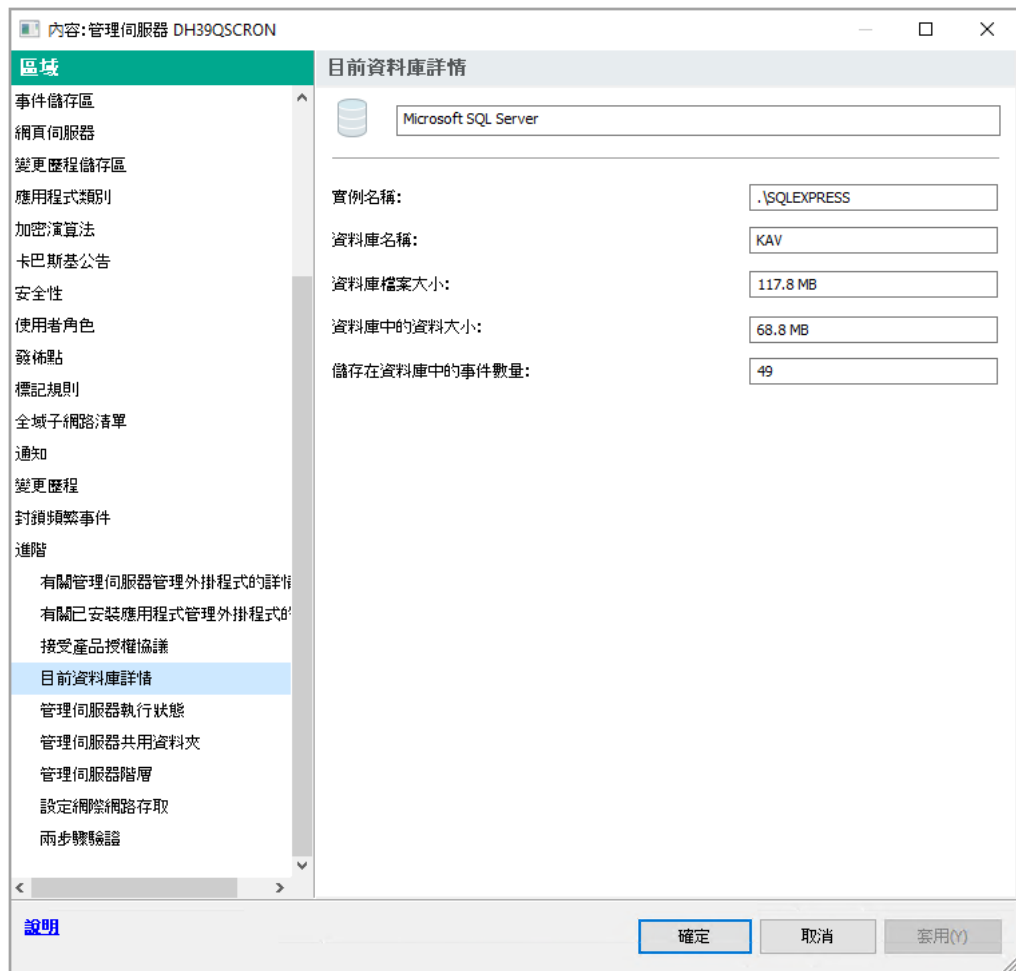 內容:管理伺服器 DH39QSCRON
區域
事件儲存區
網頁伺服器
變更歷程儲存區
應用程式類別
加密演算法
卡巴斯基公告
安全性
使用者角色
發佈點
標記規則
全域子網路清單
通知
變更歷程
封鎖頻繁事件
進階
有關管理伺服器管理外掛程式的詳情
有關已安裝應用程式管理外掛程式的
接受產品授權協議
目前資料庫詳情
管理伺服器執行狀態
管理伺服器共用資料夾
管理伺服器階層
設定網際網路存取
兩步驟驗證
目前資料庫詳情
Microsoft SQL Server
實例名稱: .\SQLEXPRESS
資料庫名稱: KAV
資料庫檔案大小: 117.8 MB
資料庫中的資料大小: 68.8 MB
儲存在資料庫中的事件數量: 49
說明
確定 取消 套用(Y)